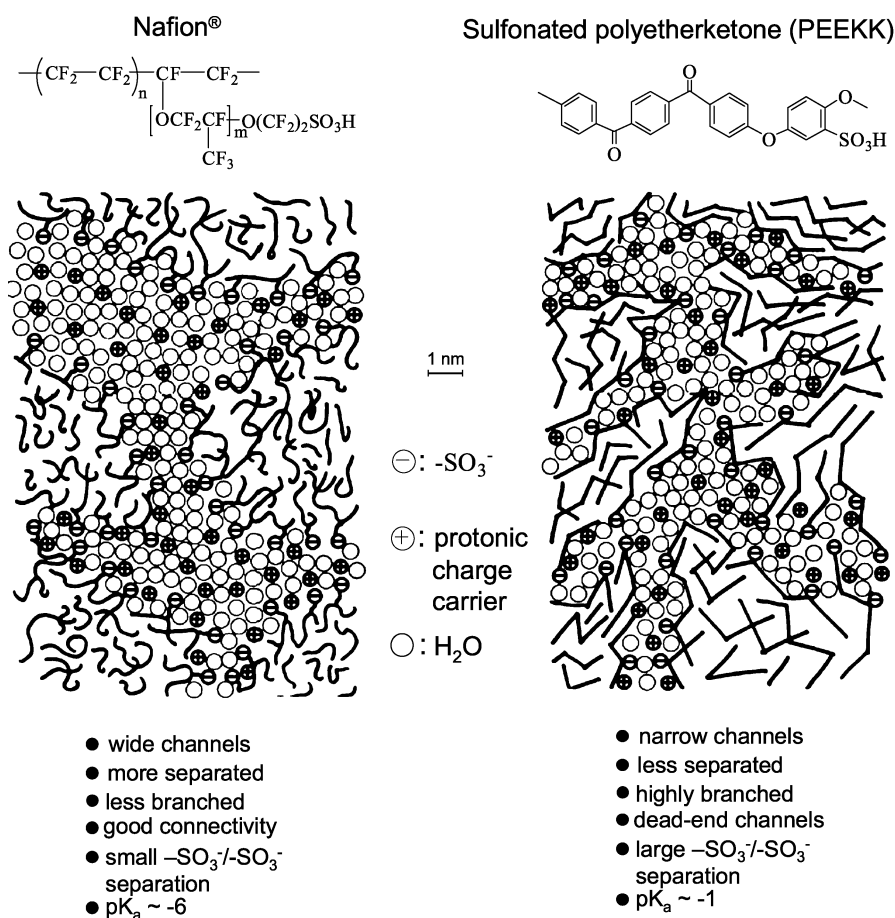 Nafion®
Sulfonated polyetherketone (PEEKK)
—(CF₂—CF₂)ₙ—CF—CF₂—
[OCF₂CF]ₘ—O(CF₂)₂SO₃H
CF₃
O
O
O
O
SO₃H
1 nm
⊖: -SO₃⁻
⊕: protonic
charge
carrier
○: H₂O
● wide channels
● more separated
● less branched
● good connectivity
● small –SO₃⁻/-SO₃⁻
separation
● pKₐ ~ -6
● narrow channels
● less separated
● highly branched
● dead-end channels
● large –SO₃⁻/-SO₃⁻
separation
● pKₐ ~ -1